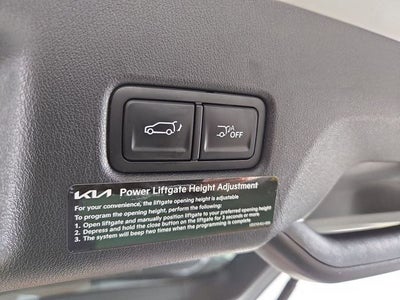 A
OFF
KIA Power Liftgate Height Adjustment
For your convenience, the liftgate opening height is adjustable
To program the opening height, perform the following:
1. Open liftgate and manually position liftgate to your preferred opening height
2. Depress and hold the close button on the liftgate for 3 seconds or more
3. The system will beep two times when the programming is complete.